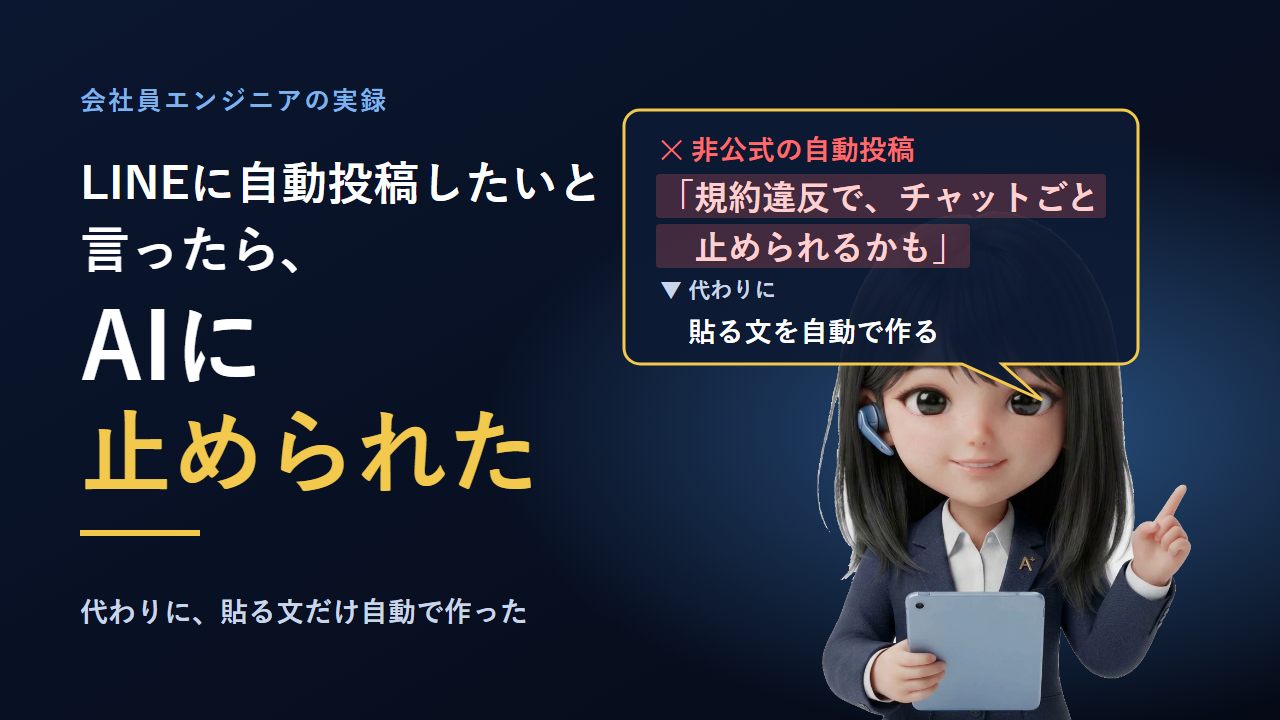 会社員エンジニアの実録
LINEに自動投稿したいと
言ったら、
AIに
止められた
代わりに、貼る文だけ自動で作った
× 非公式の自動投稿
「規約違反で、チャットごと
止められるかも」
▼ 代わりに
貼る文を自動で作る
A+